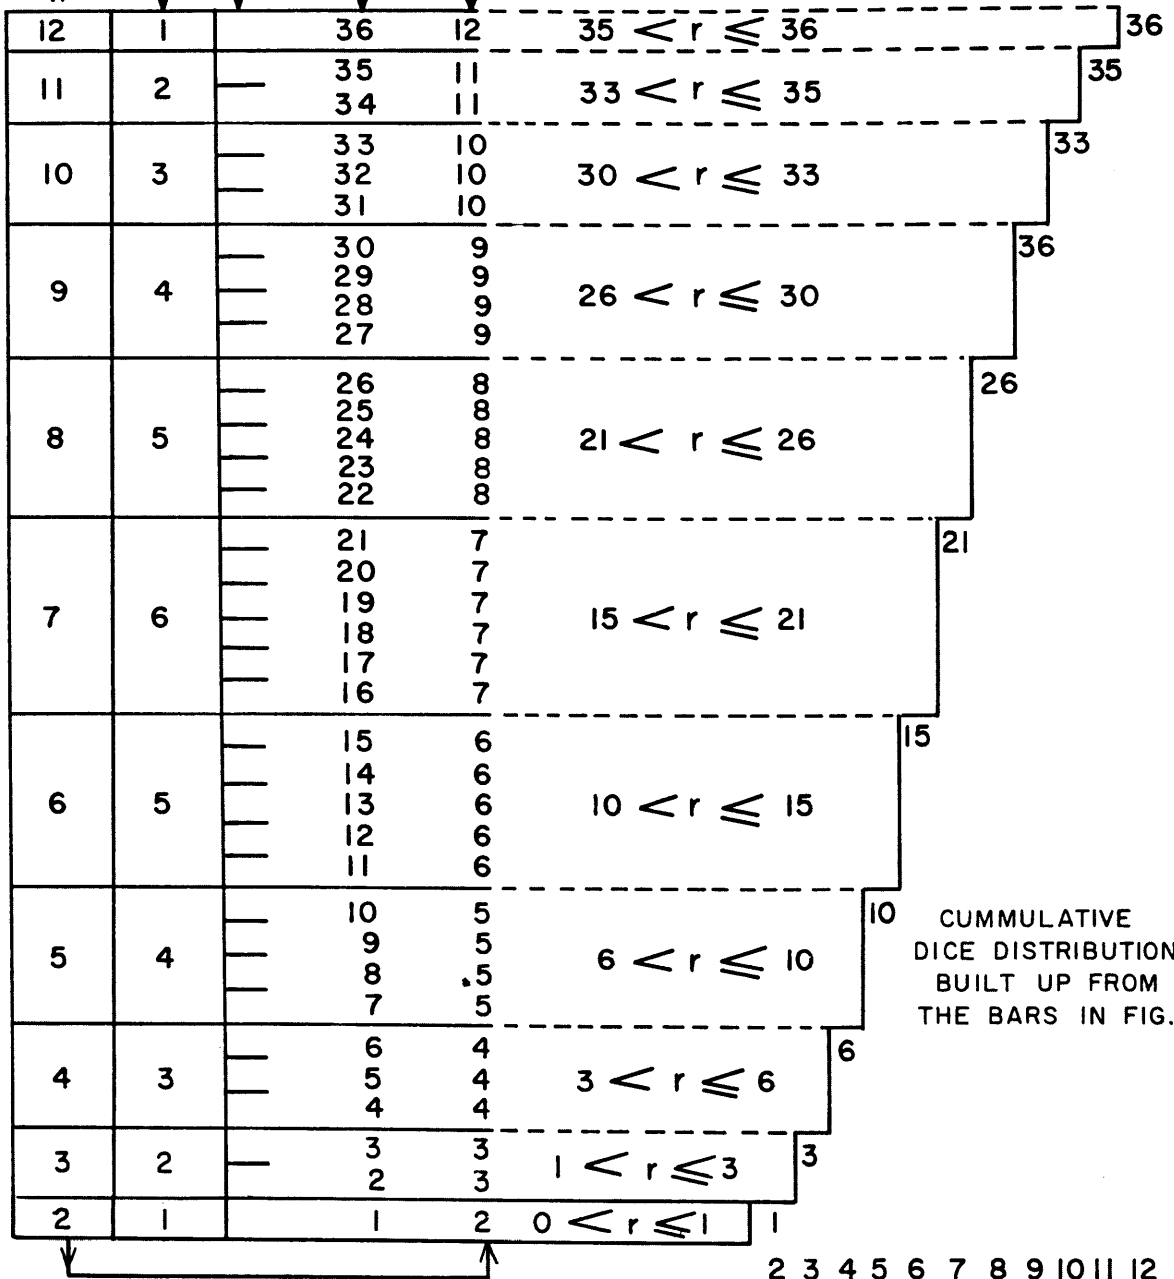 12 1 36 12 35 < r ≦ 36 36
35 11 35
11 2 33 < r ≦ 35
34 11
33 10 33
10 3 32 10 30 < r ≦ 33
31 10
30 9 36
29 9
9 4 26 < r ≦ 30
28 9
27 9
26 8 26
25 8
8 5 24 8 21 < r ≦ 26
23 8
22 8
21 7 21
20 7
19 7
7 6 15 < r ≦ 21
18 7
17 7
16 7
15 6 15
14 6
6 5 13 6 10 < r ≦ 15
12 6
11 6
10 5 10 CUMMULATIVE
9 5 DICE DISTRIBUTION
5 4 6 < r ≦ 10
8 5 BUILT UP FROM
7 5 THE BARS IN FIG.
6 4 6
4 3 5 4 3 < r ≦ 6
4 4
3 3 3
3 2 1 < r ≦ 3
2 3
2 1 1 2 0 < r ≦ 1 1
2 3 4 5 6 7 8 9 10 11 12